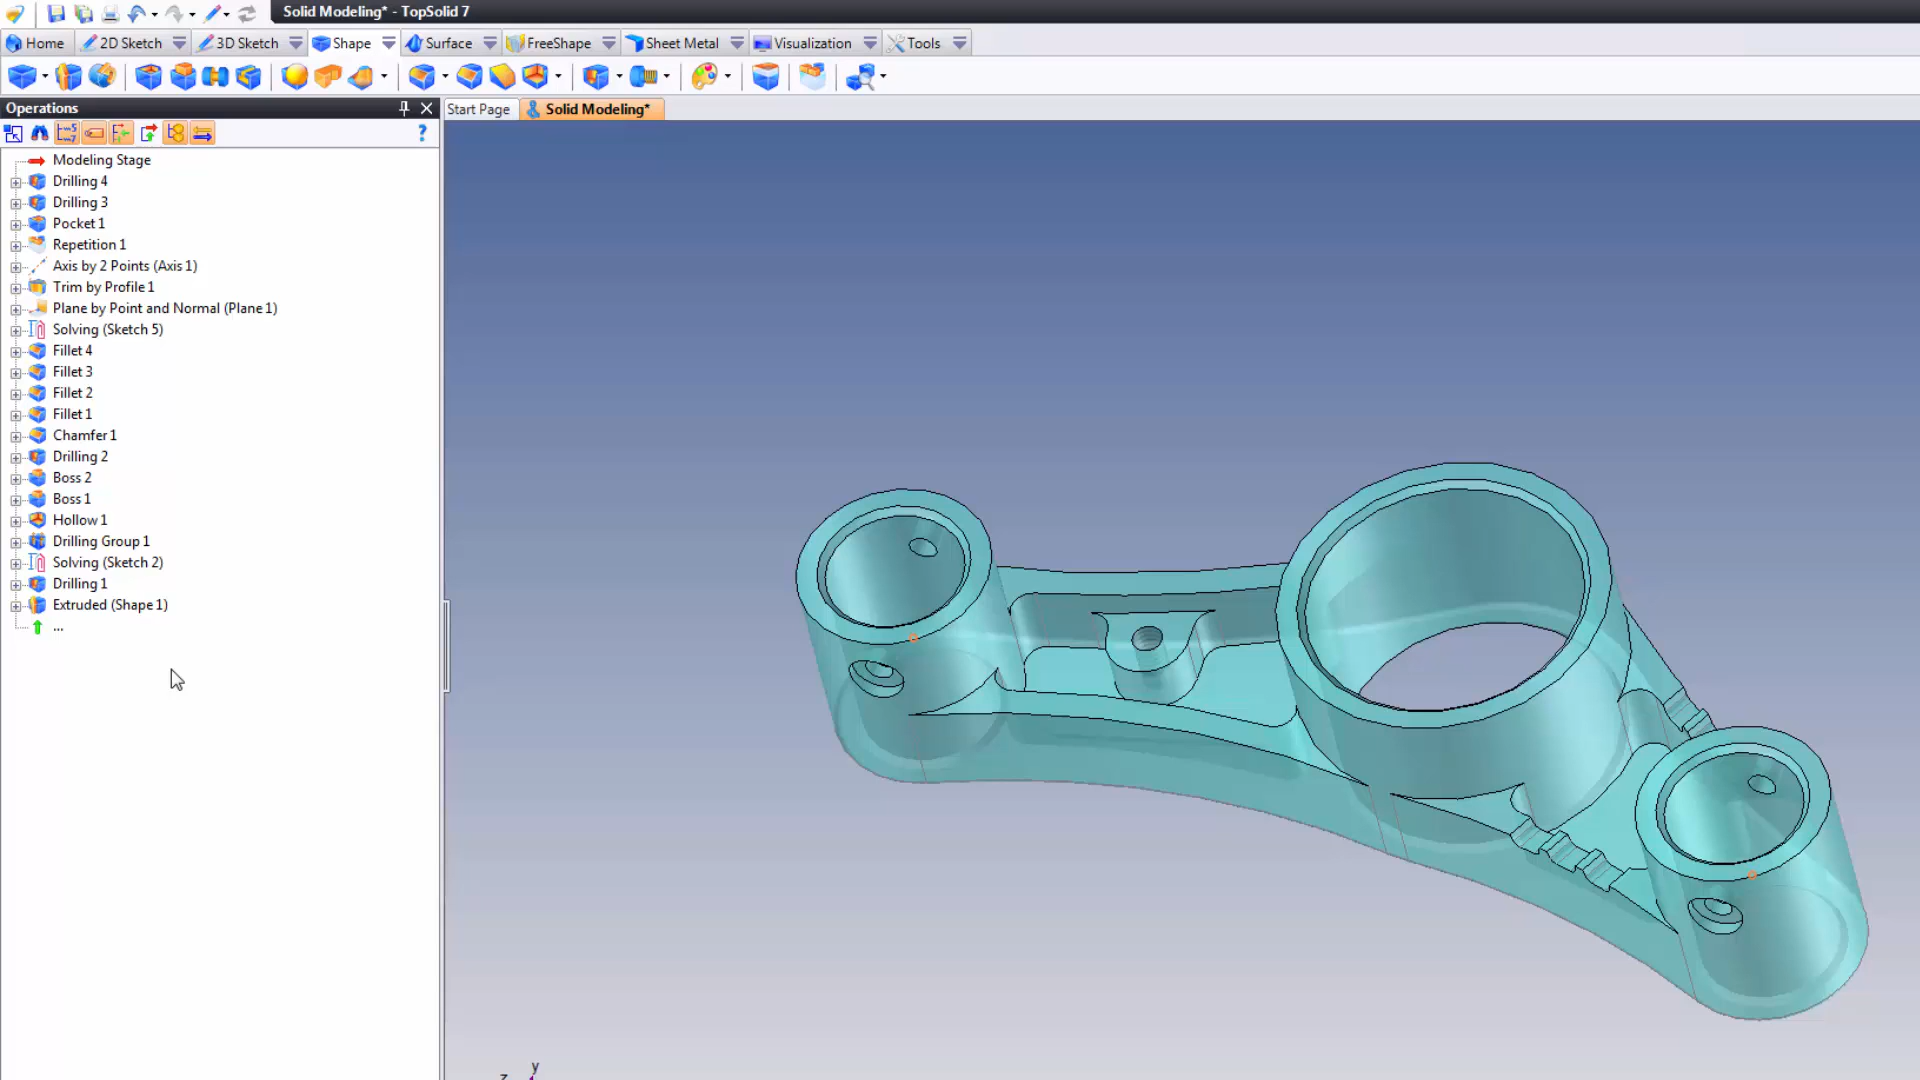 Solid Modeling* - TopSolid 7
Home 2D Sketch 3D Sketch Shape Surface FreeShape Sheet Metal Visualization Tools
Operations
Start Page Solid Modeling*
?
Modeling Stage
Drilling 4
Drilling 3
Pocket 1
Repetition 1
Axis by 2 Points (Axis 1)
Trim by Profile 1
Plane by Point and Normal (Plane 1)
Solving (Sketch 5)
Fillet 4
Fillet 3
Fillet 2
Fillet 1
Chamfer 1
Drilling 2
Boss 2
Boss 1
Hollow 1
Drilling Group 1
Solving (Sketch 2)
Drilling 1
Extruded (Shape 1)
...
y
z